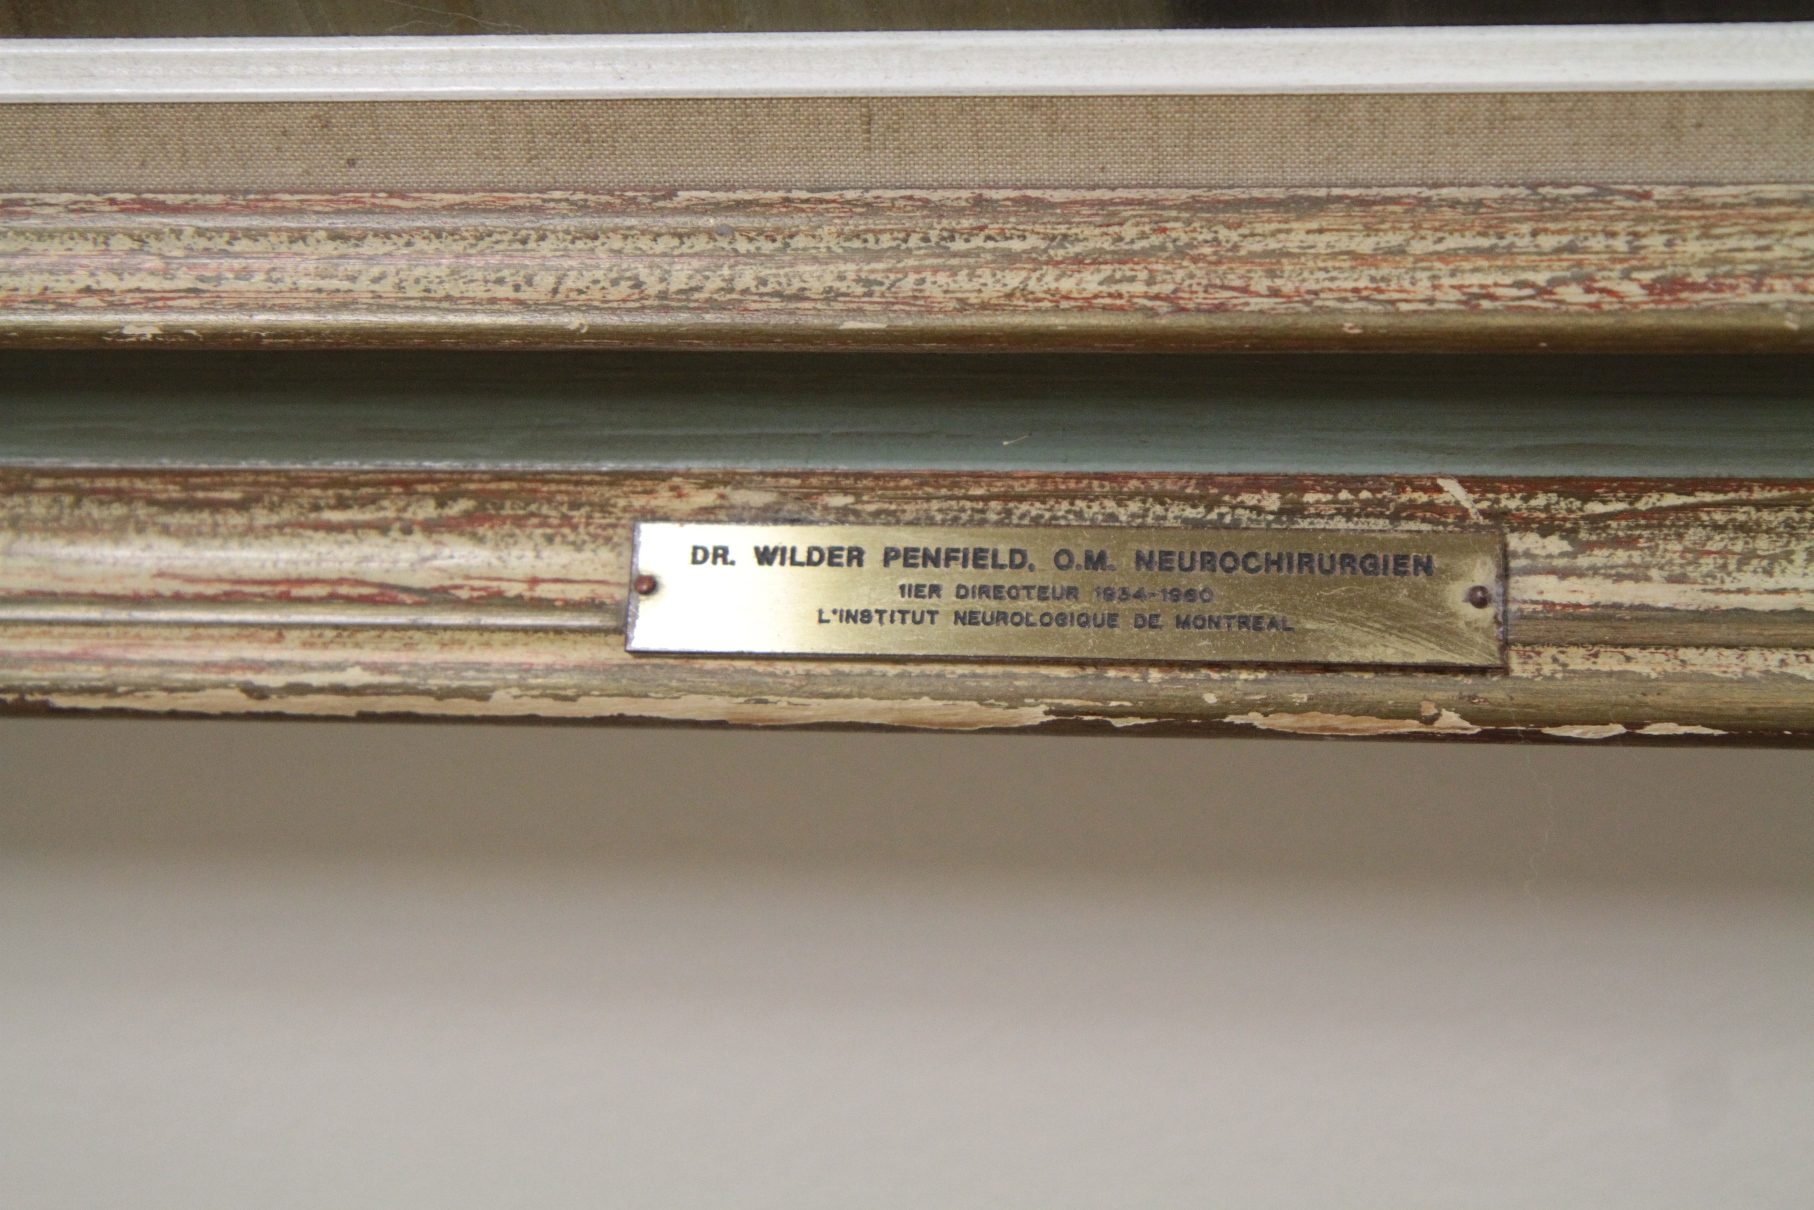 DR. WILDER PENFIELD, O.M. NEUROCHIRURGIEN
1IER DIRECTEUR 1934-1960
L'INSTITUT NEUROLOGIQUE DE MONTREAL